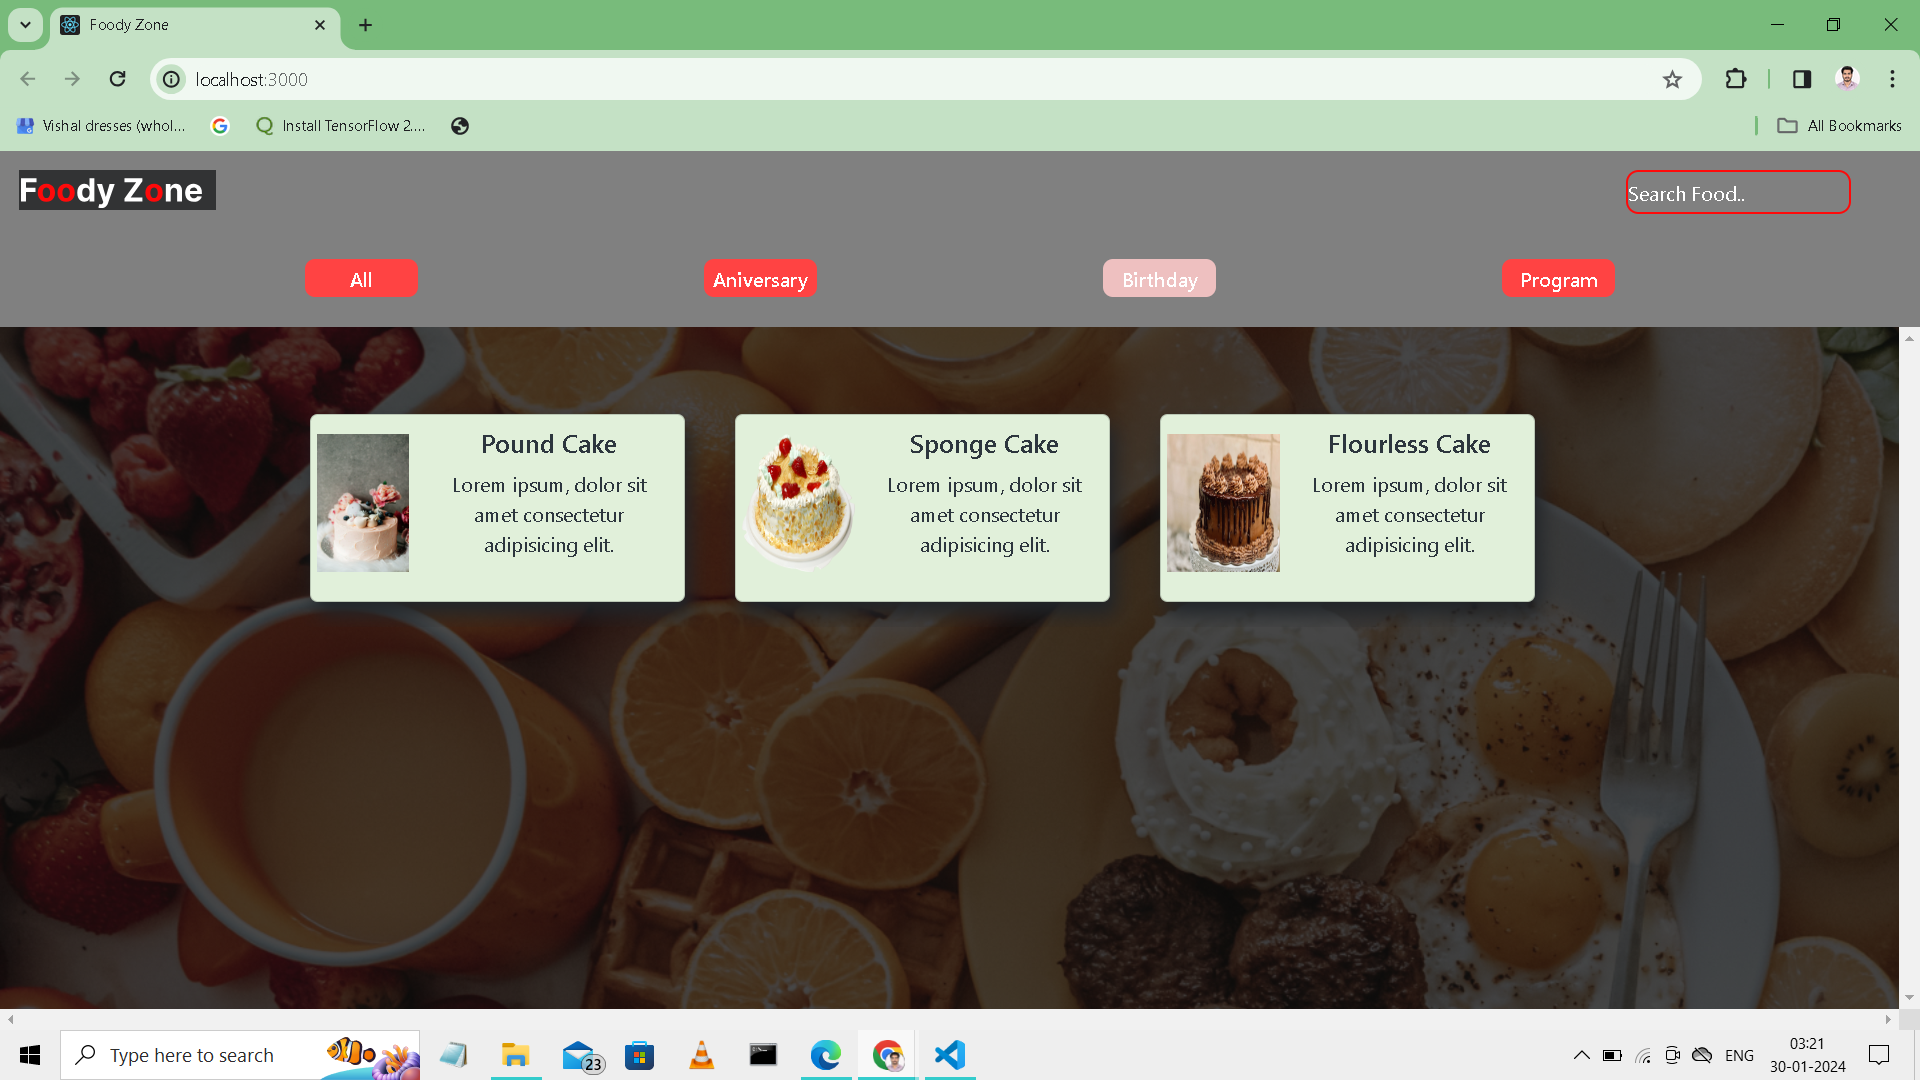 Foody Zone
localhost:3000
Vishal dresses (whol...
Install TensorFlow 2....
All Bookmarks
Foody Zone
Search Food..
All
Aniversary
Birthday
Program
Pound Cake
Lorem ipsum, dolor sit
amet consectetur
adipisicing elit.
Sponge Cake
Lorem ipsum, dolor sit
amet consectetur
adipisicing elit.
Flourless Cake
Lorem ipsum, dolor sit
amet consectetur
adipisicing elit.
Type here to search
23
ENG
03:21
30-01-2024